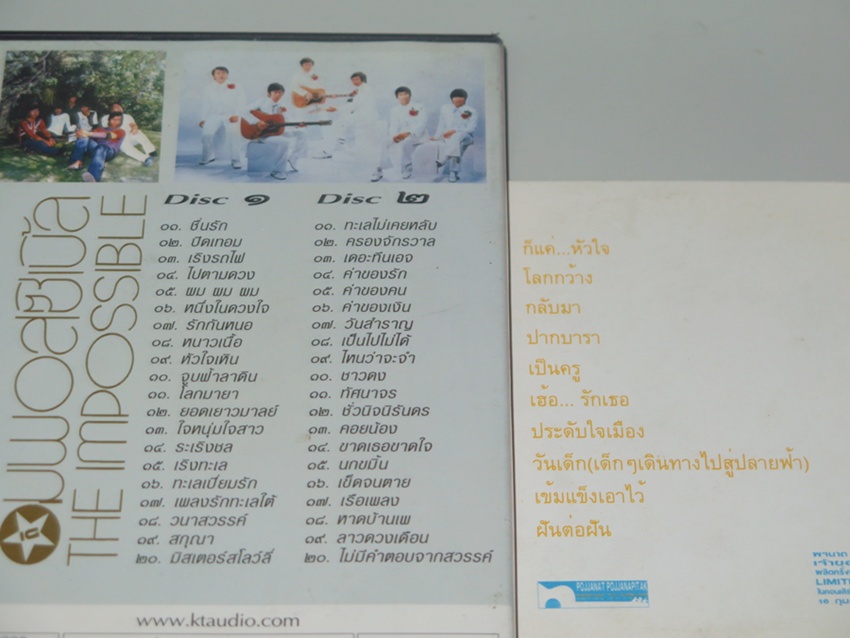 อิมพอสซิเบิ้ล
THE IMPOSSIBLE
Disc ๑
๐๑. ชื่นรัก
๐๒. ปิดเทอม
๐๓. เริงรถไฟ
๐๔. ไปตามดวง
๐๕. ผม ผม ผม
๐๖. หนึ่งในดวงใจ
๐๗. รักกันหนอ
๐๘. หนาวเนื้อ
๐๙. หัวใจเหิน
๑๐. จูบฟ้าลาดิน
๑๑. โลกมายา
๑๒. ยอดเยาวมาลย์
๑๓. ใจหนุ่มใจสาว
๑๔. ระเริงชล
๑๕. เริงทะเล
๑๖. ทะเลเปี่ยมรัก
๑๗. เพลงรักทะเลใต้
๑๘. วนาสวรรค์
๑๙. สกุณา
๒๐. มิสเตอร์สโลว์ลี่
Disc ๒
๐๑. ทะเลไม่เคยหลับ
๐๒. ครองจักรวาล
๐๓. เดอะทีนเอจ
๐๔. ค่าของรัก
๐๕. ค่าของคน
๐๖. ค่าของเงิน
๐๗. วันสำราญ
๐๘. เป็นไปไม่ได้
๐๙. ไหนว่าจะจำ
๑๐. ชาวดง
๑๑. ทัศนาจร
๑๒. ชั่วนิจนิรันดร
๑๓. คอยน้อง
๑๔. ขาดเธอขาดใจ
๑๕. นกขมิ้น
๑๖. เช็ดจนตาย
๑๗. เรือเพลง
๑๘. หาดบ้านเพ
๑๙. ลาวดวงเดือน
๒๐. ไม่มีคำตอบจากสวรรค์
www.ktaudio.com
ก็แค่...หัวใจ
โลกกว้าง
กลับมา
ปากบารา
เป็นครู
เฮ้อ... รักเธอ
ประดับใจเมือง
วันเด็ก(เด็กๆเดินทางไปสู่ปลายฟ้า)
เข้มแข็งเอาไว้
ฝันต่อฝัน
POJJANAT POJJANAPITAK
LIMIT